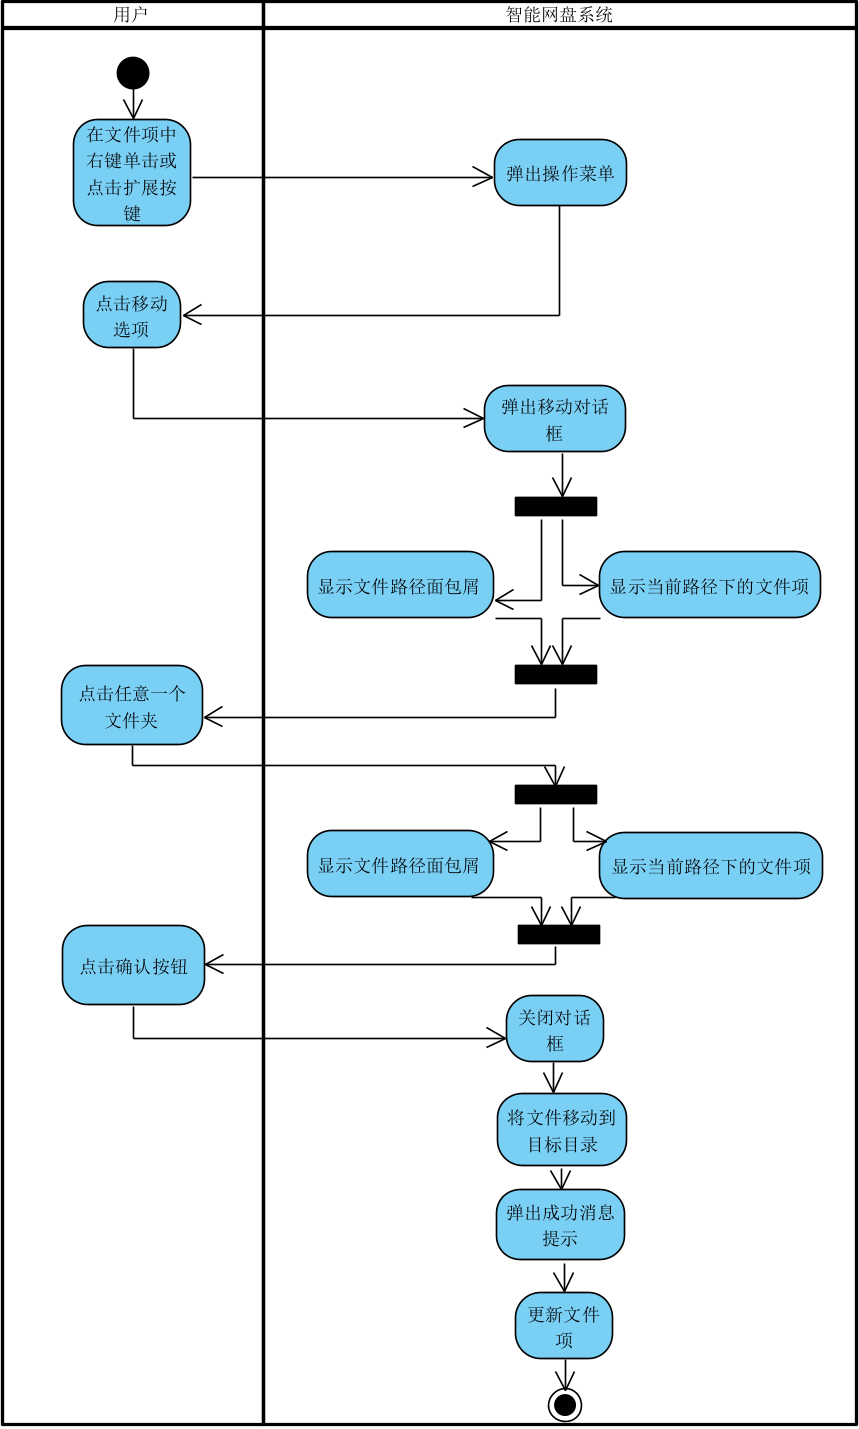 用户
智能网盘系统
在文件项中
右键单击或
点击扩展按
键
弹出操作菜单
点击移动
选项
弹出移动对话
框
显示文件路径面包屑
显示当前路径下的文件项
点击任意一个
文件夹
显示文件路径面包屑
显示当前路径下的文件项
点击确认按钮
关闭对话
框
将文件移动到
目标目录
弹出成功消息
提示
更新文件
项